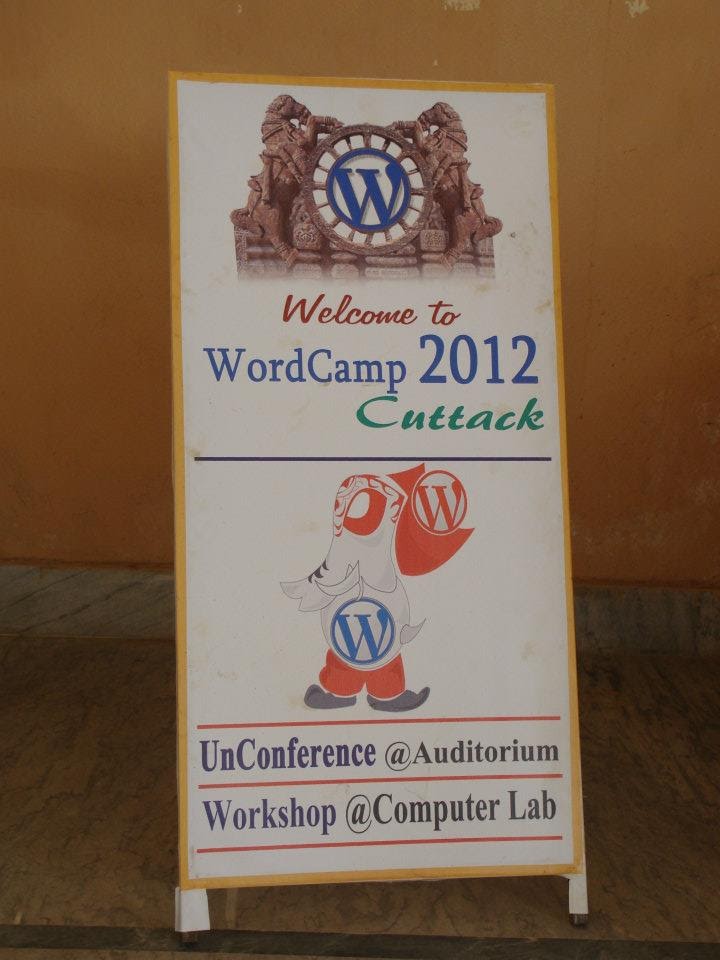 W
Welcome to
WordCamp 2012
Cuttack
W
W
UnConference @Auditorium
Workshop @Computer Lab